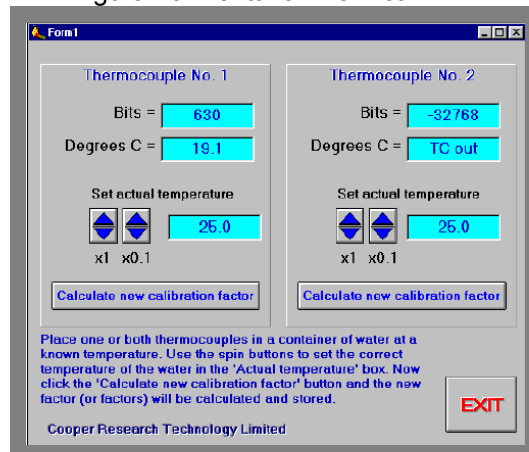 Form1
Thermocouple No. 1
Bits = 630
Degrees C = 19.1
Set actual temperature
25.0
x1 x0.1
Calculate new calibration factor
Thermocouple No. 2
Bits = -32768
Degrees C = TC out
Set actual temperature
25.0
x1 x0.1
Calculate new calibration factor
Place one or both thermocouples in a container of water at a
known temperature. Use the spin buttons to set the correct
temperature of the water in the 'Actual temperature' box. Now
click the 'Calculate new calibration factor' button and the new
factor (or factors) will be calculated and stored.
EXIT
Cooper Research Technology Limited